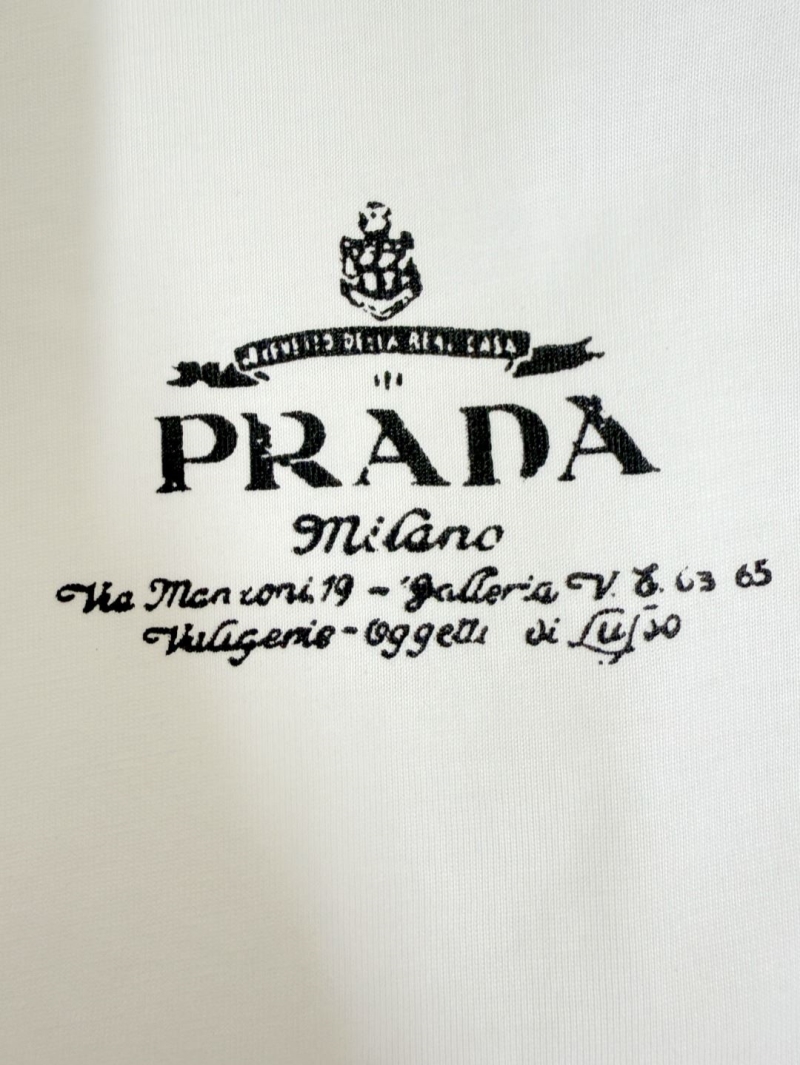 PRADA
Milano
Via Manzoni, 19 - Galleria V. E. 63 65
Valigerie - Oggetti di Lusso